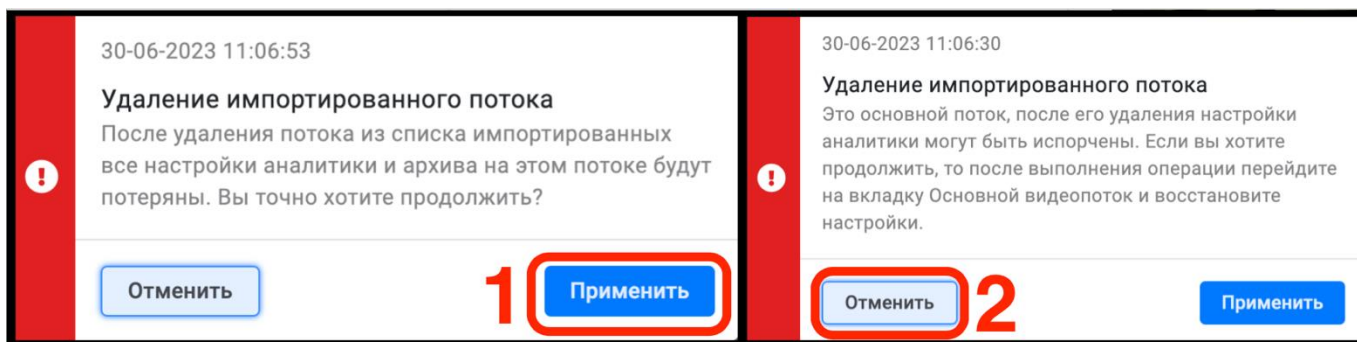 30-06-2023 11:06:53
Удаление импортированного потока
После удаления потока из списка импортированных
все настройки аналитики и архива на этом потоке будут
потеряны. Вы точно хотите продолжить?
Отменить
1
Применить
30-06-2023 11:06:30
Удаление импортированного потока
Это основной поток, после его удаления настройки
аналитики могут быть испорчены. Если вы хотите
продолжить, то после выполнения операции перейдите
на вкладку Основной видеопоток и восстановите
настройки.
Отменить
2
Применить